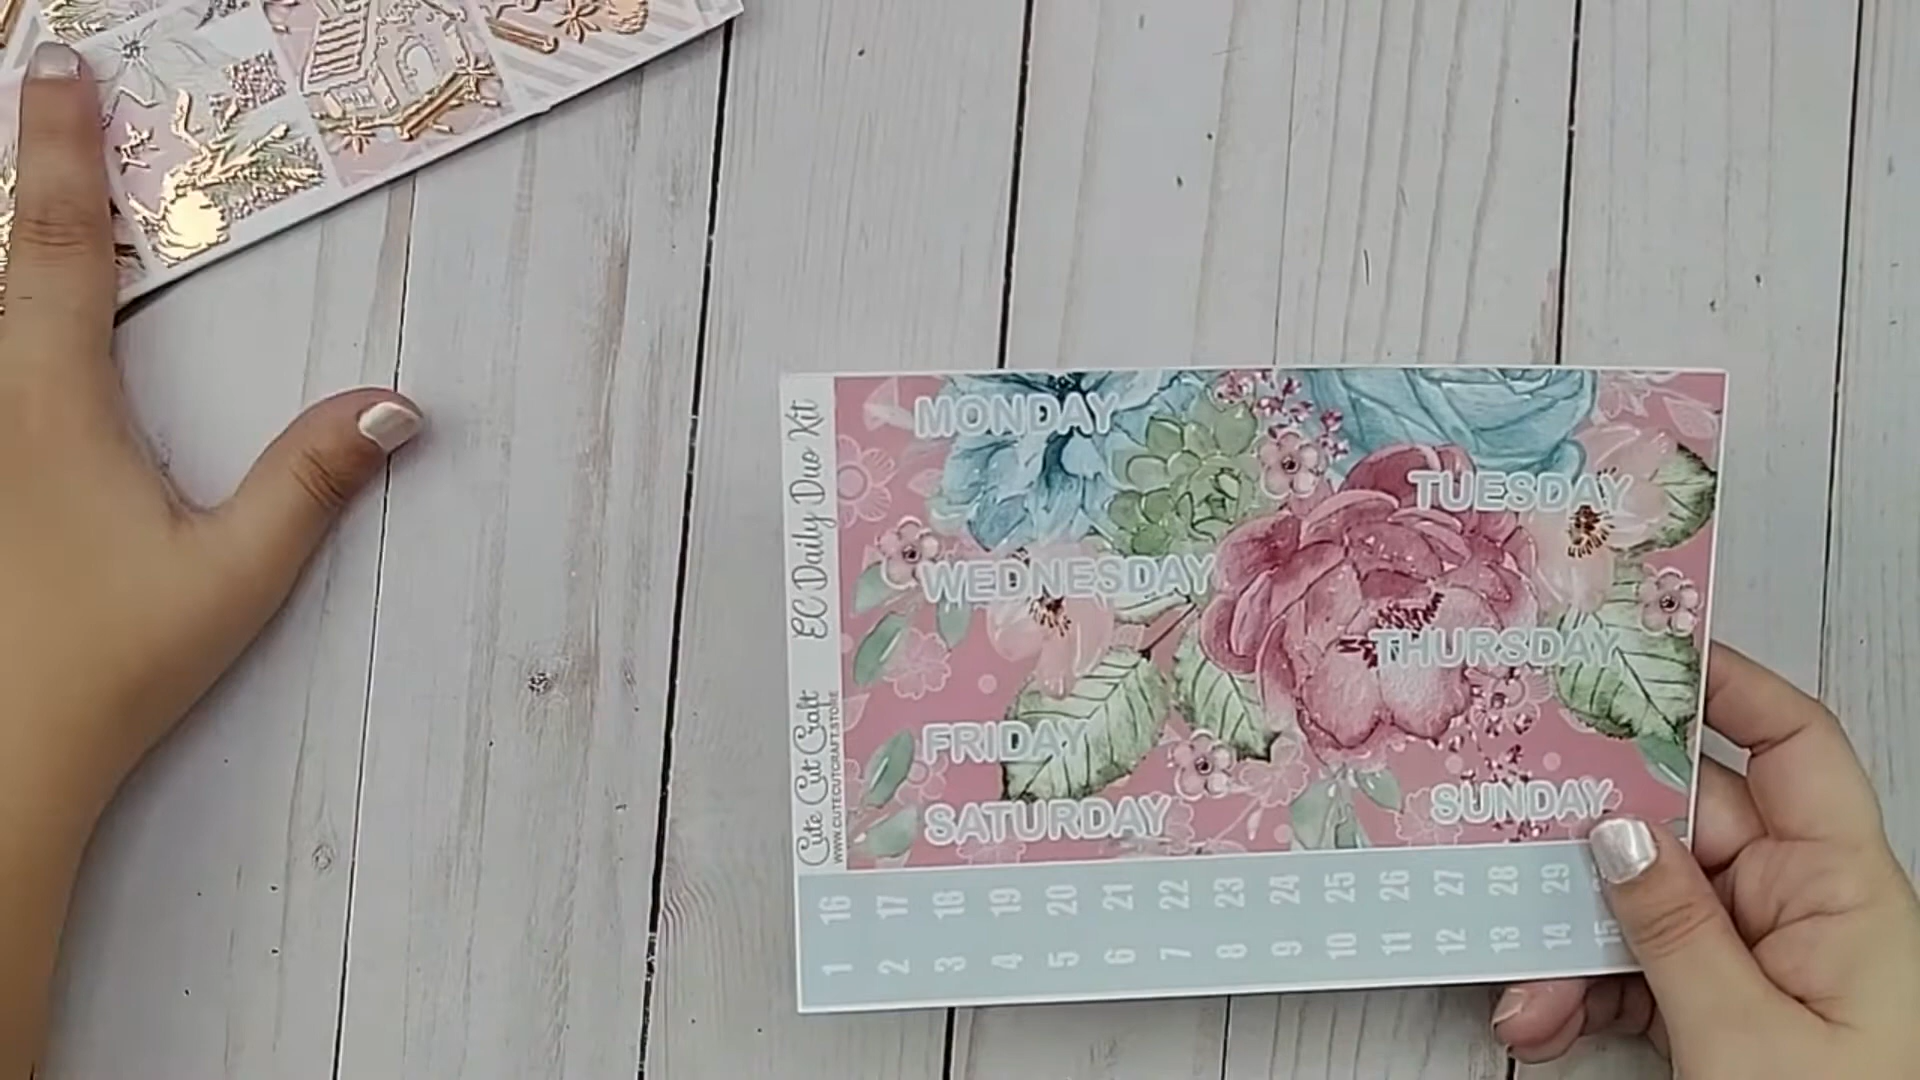 EC Daily Duo Kit
Cute Cut Craft
WWW.CUTECUTCRAFT.STORE
MONDAY
TUESDAY
WEDNESDAY
THURSDAY
FRIDAY
SATURDAY
SUNDAY
16 17 18 19 20 21 22 23 24 25 26 27 28 29
1 2 3 4 5 6 7 8 9 10 11 12 13 14 15